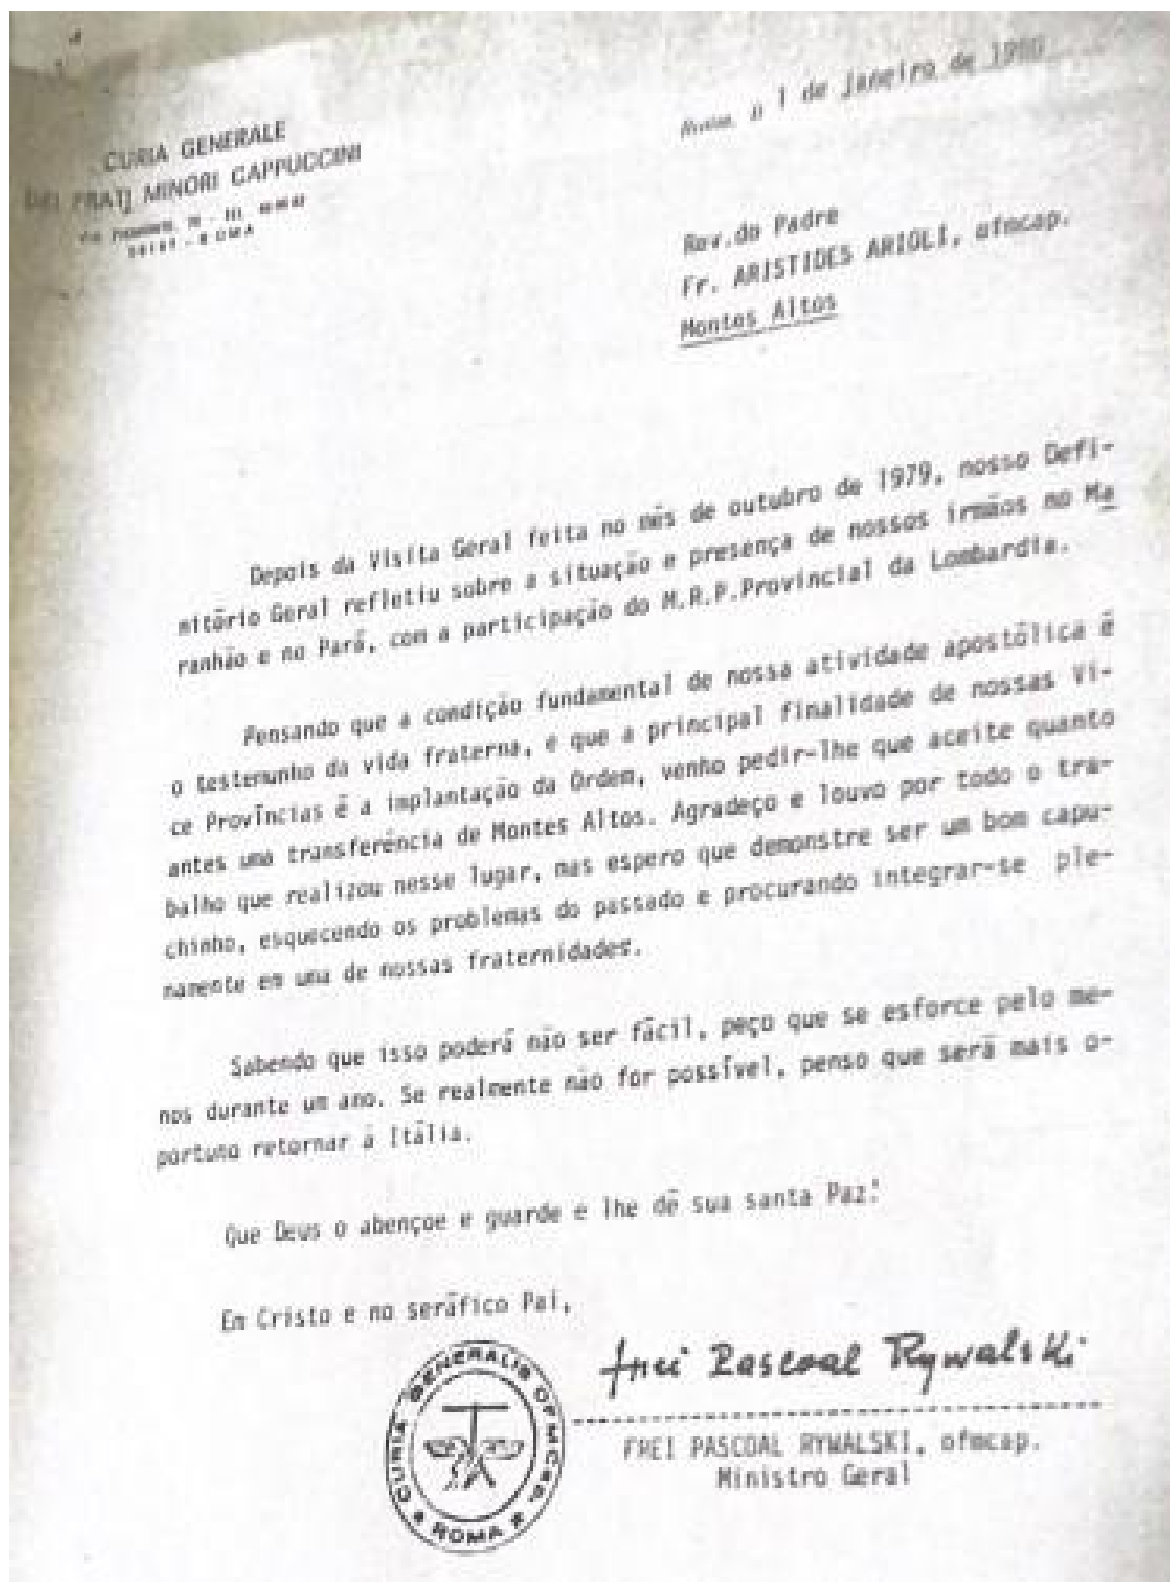 CURIA GENERALE
DEI FRATI MINORI CAPPUCCINI
ROMA
Roma, 1 de janeiro de 1980
Rev.do Padre
Fr. ARISTIDES ARIOLI, ofmcap.
Montes Altos
Depois da Visita Geral feita no mês de outubro de 1979, nosso Defi-
nitório Geral refletiu sobre a situação e presença de nossos irmãos no Ma
ranhão e no Pará, com a participação do M.R.P.Provincial da Lombardia.
Pensando que a condição fundamental de nossa atividade apostólica é
o testemunho da vida fraterna, e que a principal finalidade de nossas Vi-
ce Províncias é a implantação da Ordem, venho pedir-lhe que aceite quanto
antes uma transferência de Montes Altos. Agradeço e louvo por todo o tra-
balho que realizou nesse lugar, mas espero que demonstre ser um bom capu-
chinho, esquecendo os problemas do passado e procurando integrar-se ple-
namente em uma de nossas fraternidades.
Sabendo que isso poderá não ser fácil, peço que se esforce pelo me-
nos durante um ano. Se realmente não for possível, penso que será mais o-
portuno retornar à Itália.
Que Deus o abençoe e guarde e lhe dê sua santa Paz!
Em Cristo e no seráfico Pai,
frei Pascoal Rywalski
FREI PASCOAL RYWALSKI, ofmcap.
Ministro Geral
CURIA GENERALIS OFMCap. * ROMA *